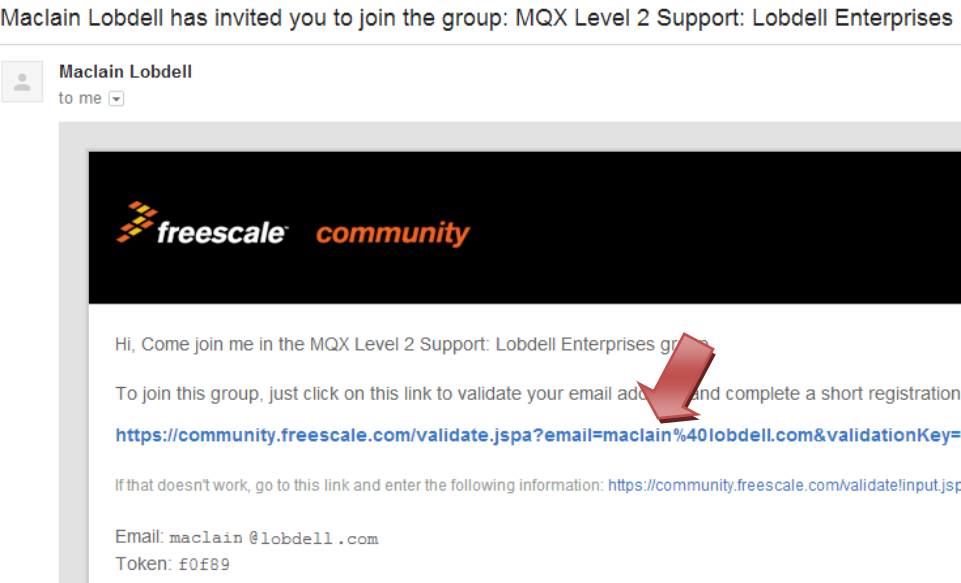 Maclain Lobdell has invited you to join the group: MQX Level 2 Support: Lobdell Enterprises
Maclain Lobdell
to me
freescale community
Hi, Come join me in the MQX Level 2 Support: Lobdell Enterprises
To join this group, just click on this link to validate your email and complete a short registration
https://community.freescale.com/validate.jspa?email=maclain%40lobdell.com&validationKey=
If that doesn't work, go to this link and enter the following information: https://community.freescale.com/validate!input.jsp
Email: maclain @lobdell.com
Token: f0f89